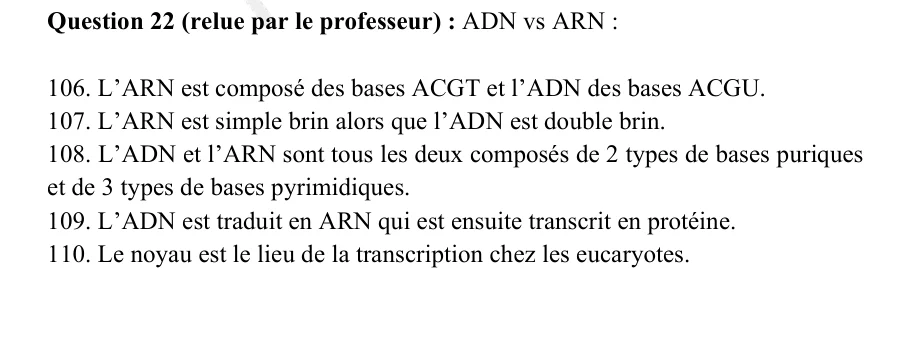 Question 22 (relue par le professeur) : ADN vs ARN :
106. L’ARN est composé des bases ACGT et l’ADN des bases ACGU.
107. L’ARN est simple brin alors que l’ADN est double brin.
108. L’ADN et l’ARN sont tous les deux composés de 2 types de bases puriques
et de 3 types de bases pyrimidiques.
109. L’ADN est traduit en ARN qui est ensuite transcrit en protéine.
110. Le noyau est le lieu de la transcription chez les eucaryotes.